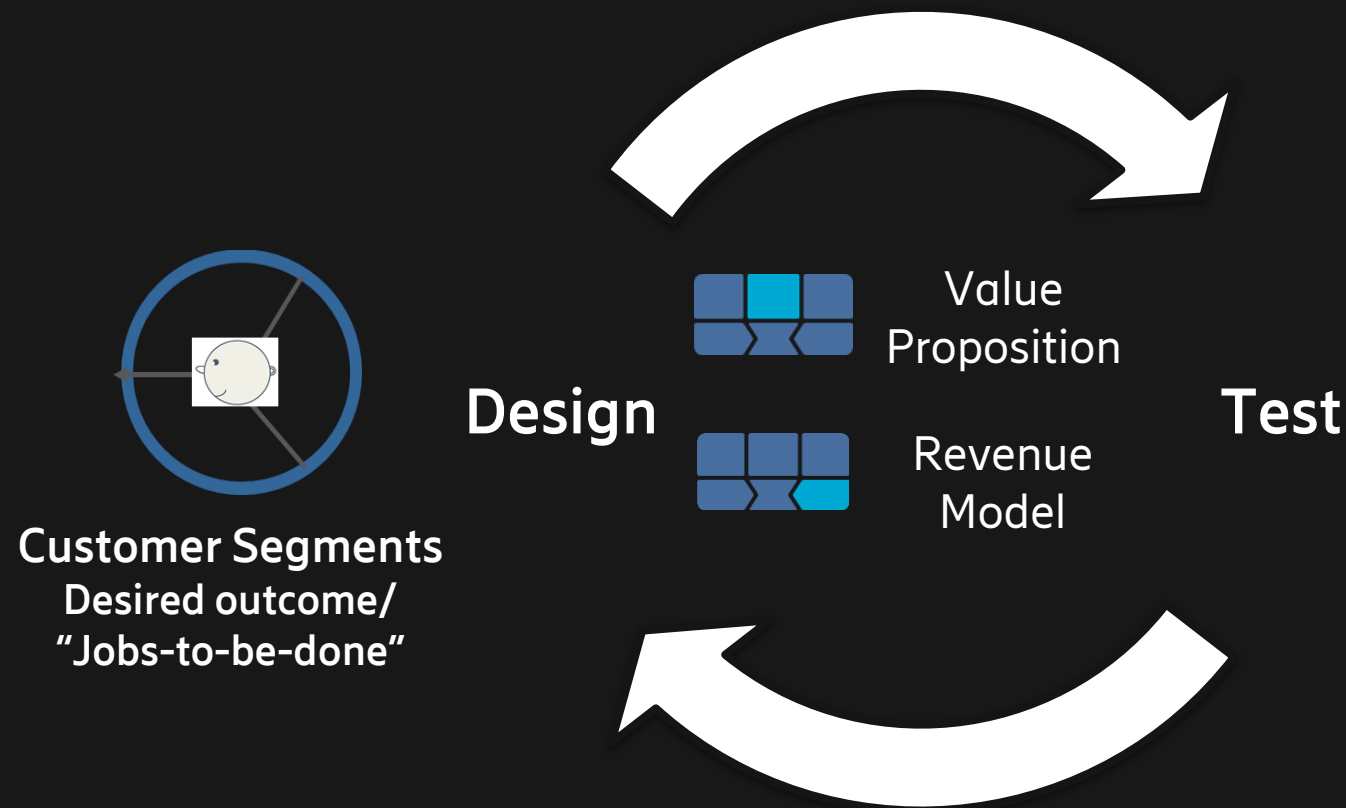 Value
Proposition
Design
Test
Revenue
Model
Customer Segments
Desired outcome/
"Jobs-to-be-done"